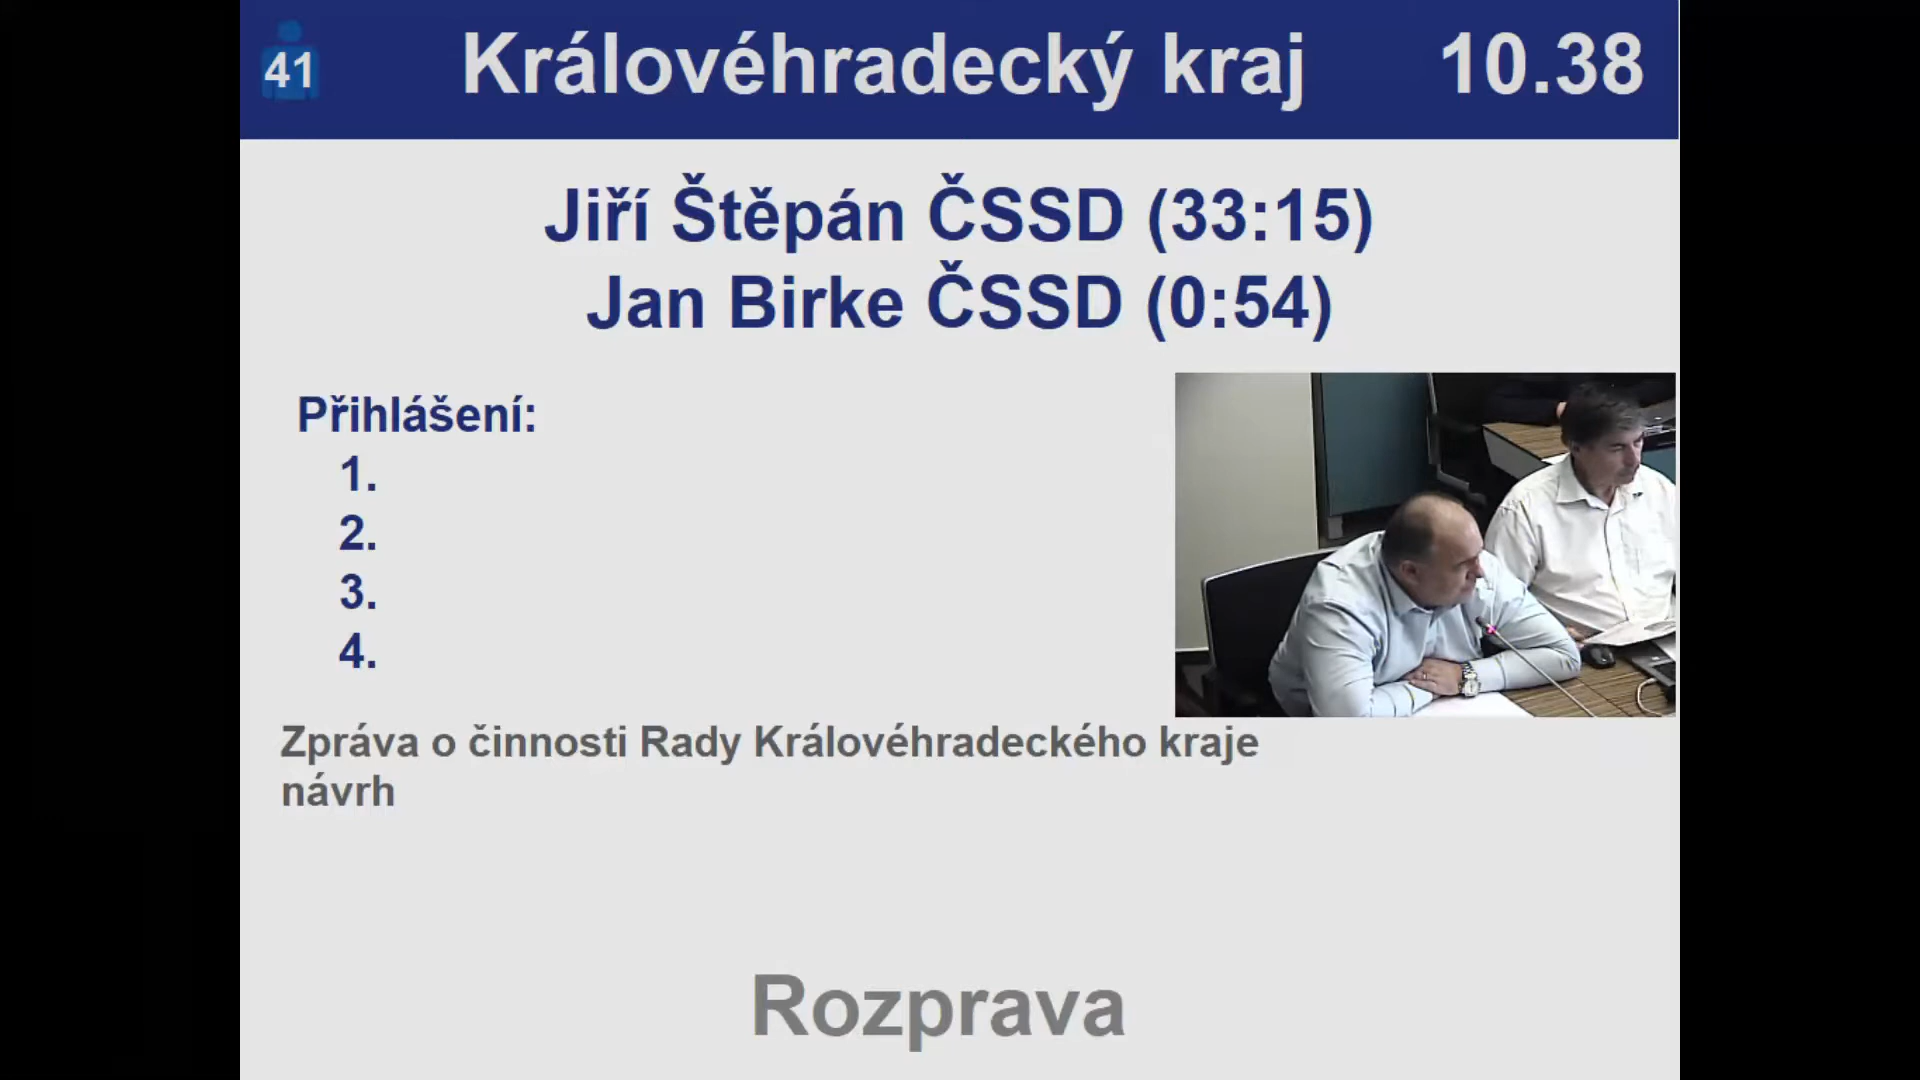 41
Královéhradecký kraj
10.38
Jiří Štěpán ČSSD (33:15)
Jan Birke ČSSD (0:54)
Přihlášení:
1.
2.
3.
4.
Zpráva o činnosti Rady Královéhradeckého kraje
návrh
Rozprava